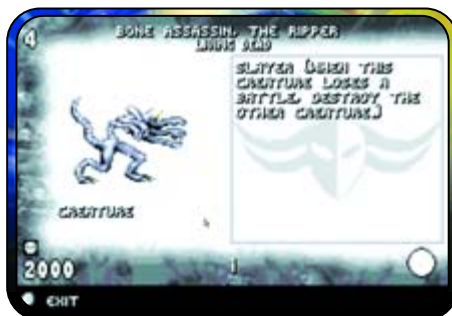 4
BONE ASSASSIN, THE RIPPER
LIVING DEAD
SLAYER (WHEN THIS
CREATURE LOSES A
BATTLE, DESTROY THE
OTHER CREATURE.)
CREATURE
2000
1
EXIT